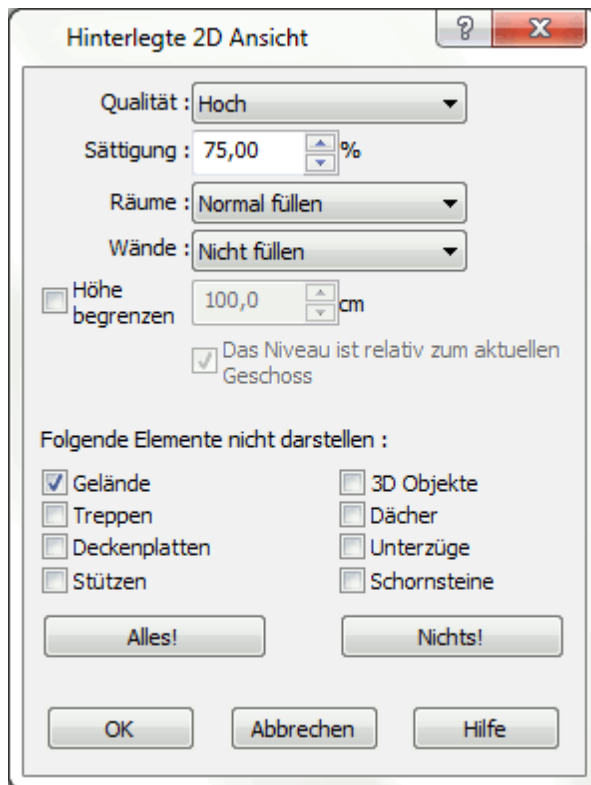 Hinterlegte 2D Ansicht
Qualität : Hoch
Sättigung : 75,00 %
Räume : Normal füllen
Wände : Nicht füllen
Höhe
begrenzen 100,0 cm
Das Niveau ist relativ zum aktuellen
Geschoss
Folgende Elemente nicht darstellen :
Gelände 3D Objekte
Treppen Dächer
Deckenplatten Unterzüge
Stützen Schornsteine
Alles! Nichts!
OK Abbrechen Hilfe